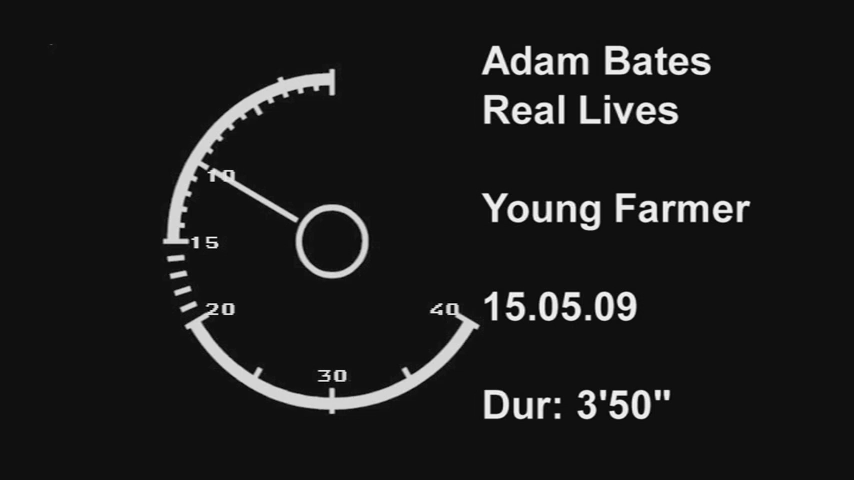 Adam Bates
Real Lives
Young Farmer
15.05.09
Dur: 3'50"
10
15
20
40
30